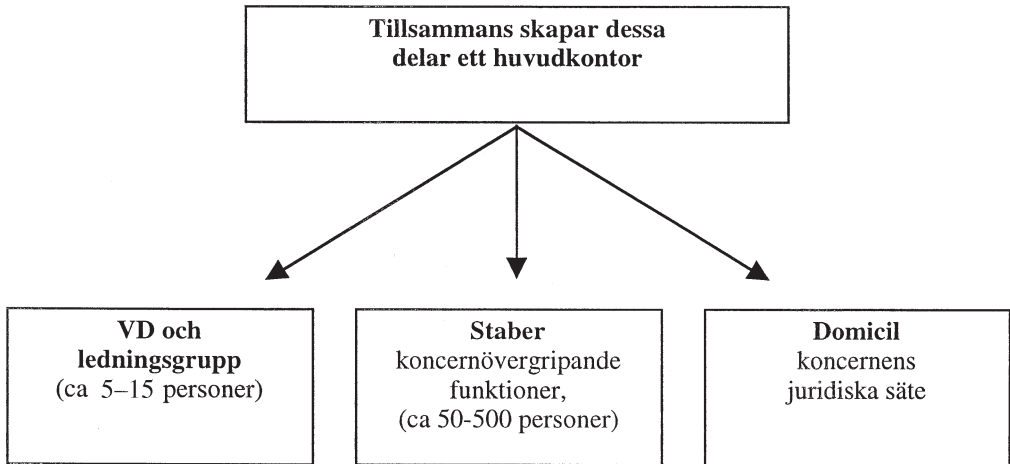 Tillsammans skapar dessa
delar ett huvudkontor
VD och
ledningsgrupp
(ca 5–15 personer)
Staber
koncernövergripande
funktioner,
(ca 50-500 personer)
Domicil
koncernens
juridiska säte